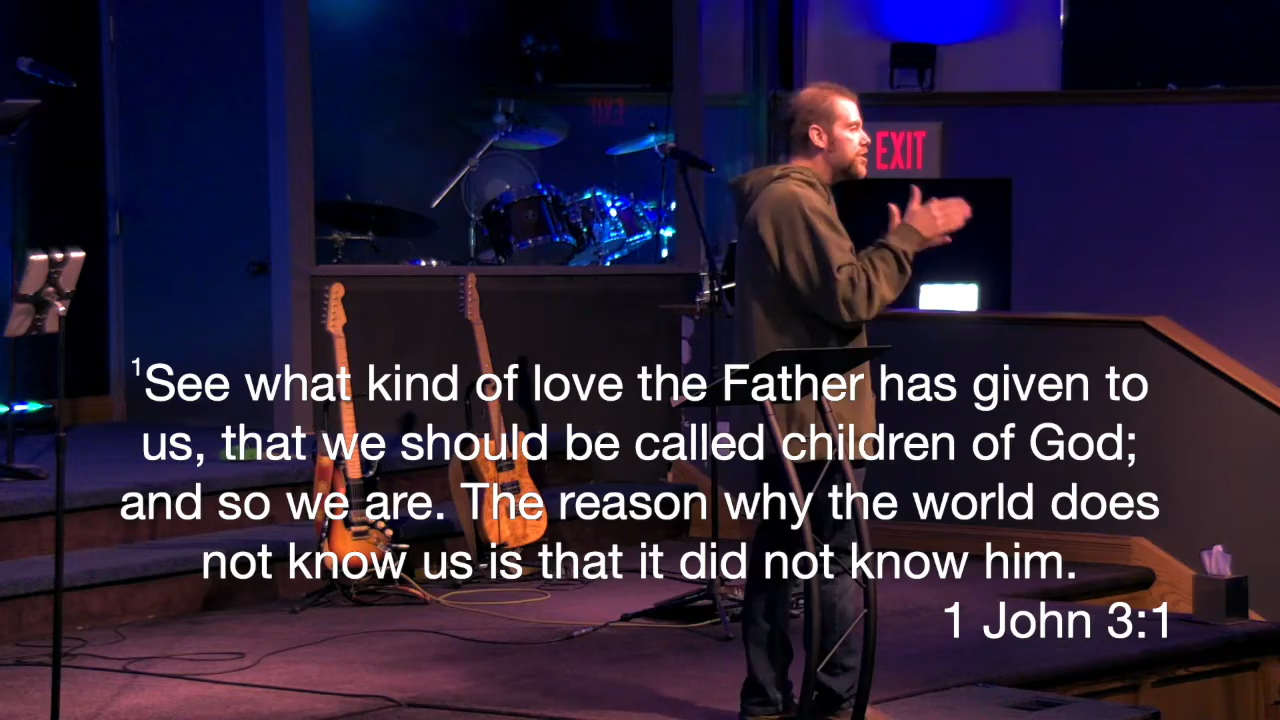 EXIT
¹See what kind of love the Father has given to
us, that we should be called children of God;
and so we are. The reason why the world does
not know us is that it did not know him.
1 John 3:1